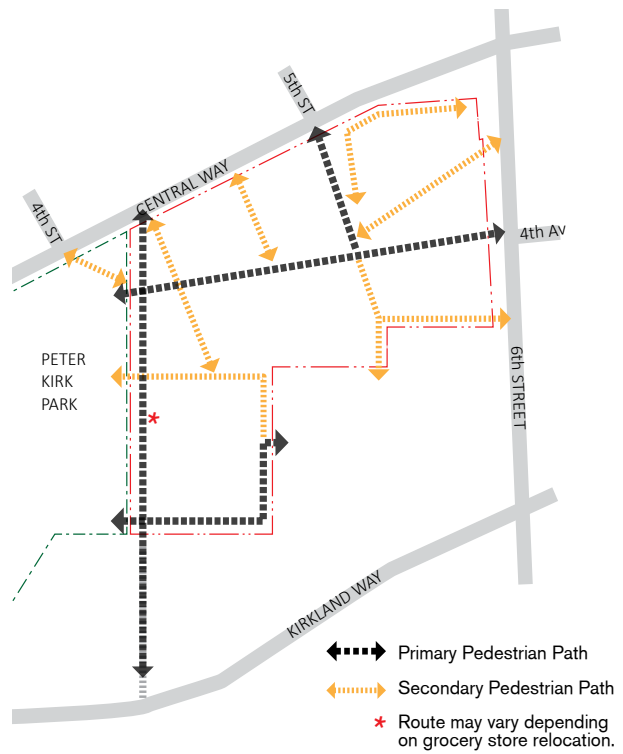 5th ST
CENTRAL WAY
4th ST
4th Av
PETER
KIRK
PARK
*
6th STREET
KIRKLAND WAY
Primary Pedestrian Path
Secondary Pedestrian Path
* Route may vary depending
on grocery store relocation.